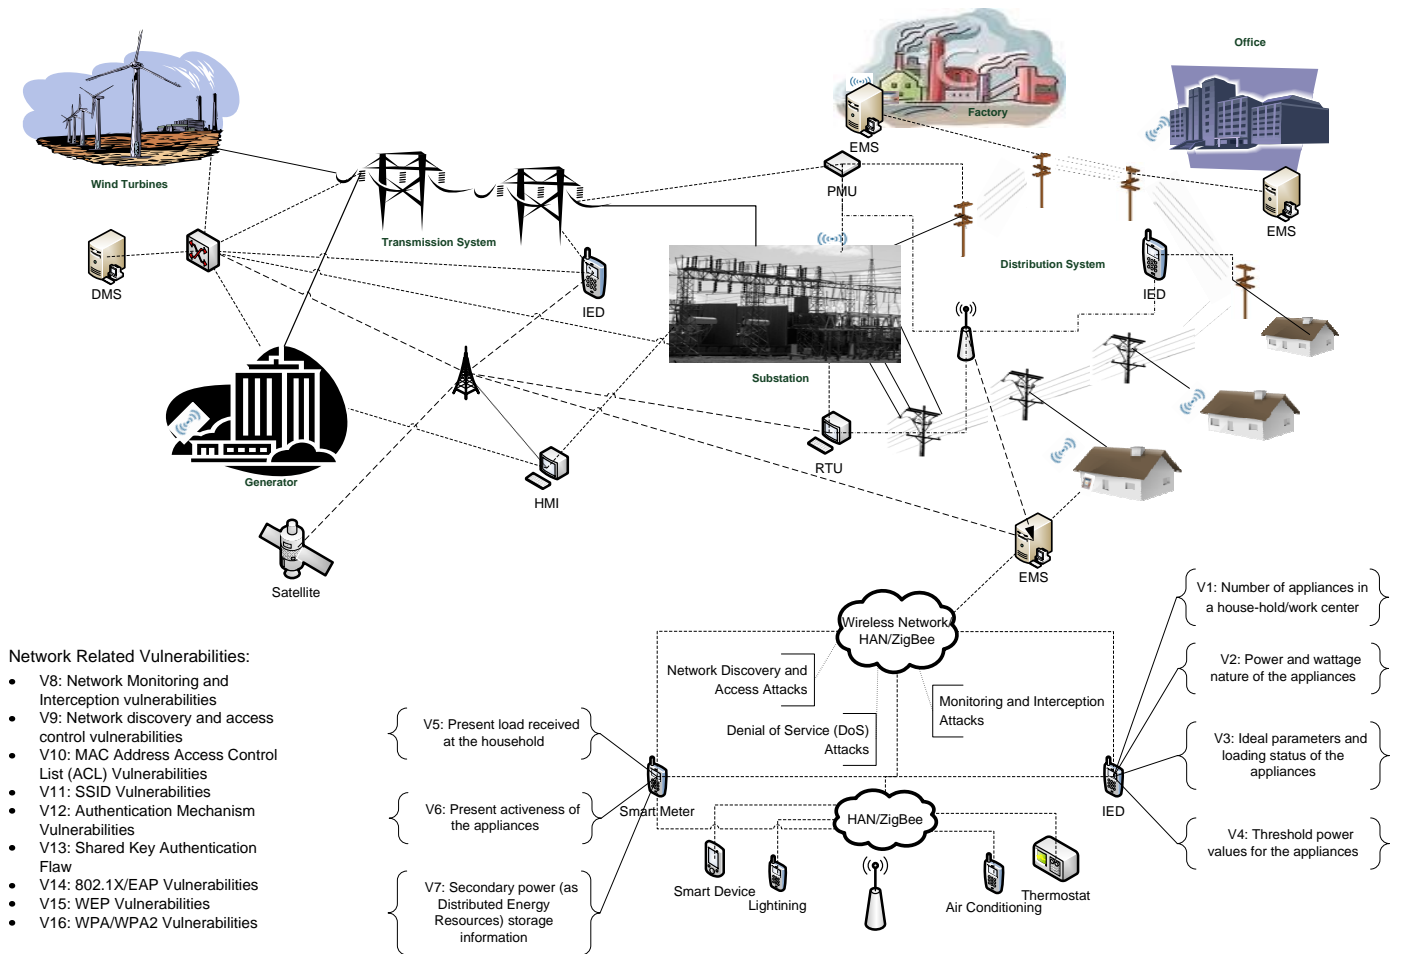 Office
Factory
EMS
Wind Turbines
PMU
Transmission System
EMS
Distribution System
DMS
IED
IED
Substation
RTU
Generator
HMI
EMS
Satellite
Wireless Network/
HAN/ZigBee
V1: Number of appliances in
a house-hold/work center
Network Related Vulnerabilities:
V8: Network Monitoring and
Interception vulnerabilities
V9: Network discovery and access
control vulnerabilities
V10: MAC Address Access Control
List (ACL) Vulnerabilities
V11: SSID Vulnerabilities
V12: Authentication Mechanism
Vulnerabilities
V13: Shared Key Authentication
Flaw
V14: 802.1X/EAP Vulnerabilities
V15: WEP Vulnerabilities
V16: WPA/WPA2 Vulnerabilities
Network Discovery and
Access Attacks
Denial of Service (DoS)
Attacks
Monitoring and Interception
Attacks
V2: Power and wattage
nature of the appliances
V3: Ideal parameters and
loading status of the
appliances
V4: Threshold power
values for the appliances
V5: Present load received
at the household
V6: Present activeness of
the appliances
V7: Secondary power (as
Distributed Energy
Resources) storage
information
Smart Meter
IED
HAN/ZigBee
Smart Device
Lightining
Air Conditioning
Thermostat